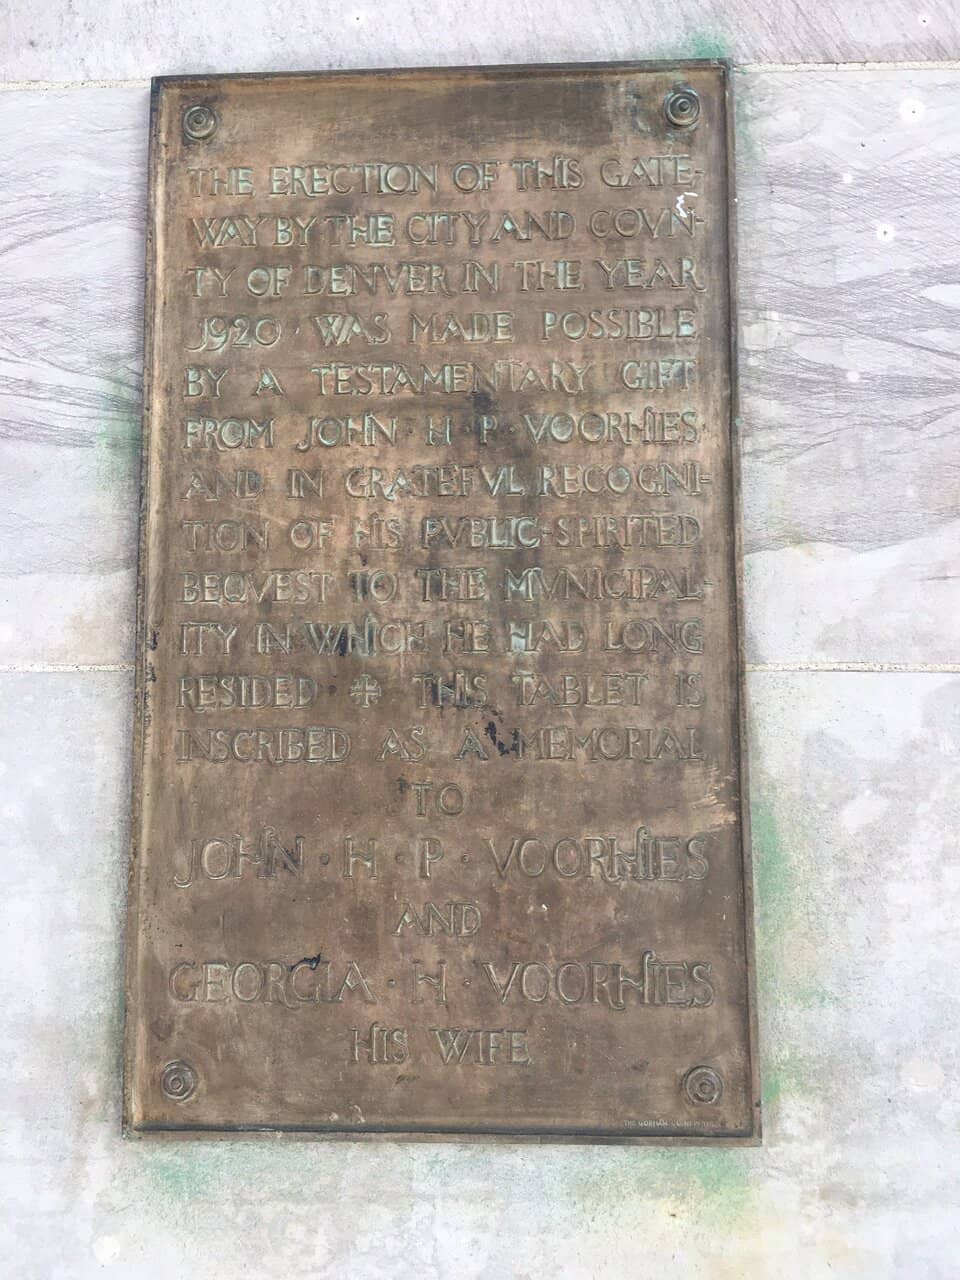 THE ERECTION OF THIS GATE-
WAY BY THE CITY AND COVN-
TY OF DENVER IN THE YEAR
1920 · WAS MADE POSSIBLE
BY A TESTAMENTARY GIFT
FROM JOHN · H · P · VOORHIES
AND IN GRATEFVL RECOGNI-
TION OF HIS PVBLIC-SPIRITED
BEQVEST TO THE MVNICIPAL-
ITY IN WHICH HE HAD LONG
RESIDED ✠ THIS TABLET IS
INSCRIBED AS A MEMORIAL
TO
JOHN · H · P · VOORHIES
AND
GEORGIA · H · VOORHIES
HIS WIFE
THE GORHAM CO.